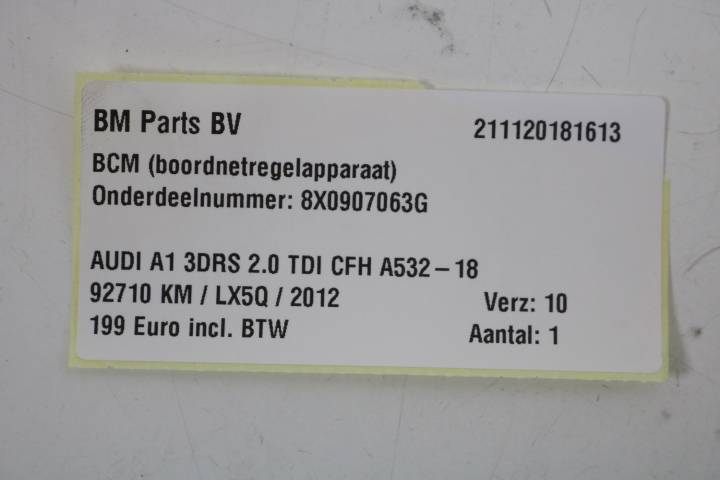 BM Parts BV 211120181613
BCM (boordnetregelapparaat)
Onderdeelnummer: 8X0907063G
AUDI A1 3DRS 2.0 TDI CFH A532-18
92710 KM / LX5Q / 2012 Verz: 10
199 Euro incl. BTW Aantal: 1